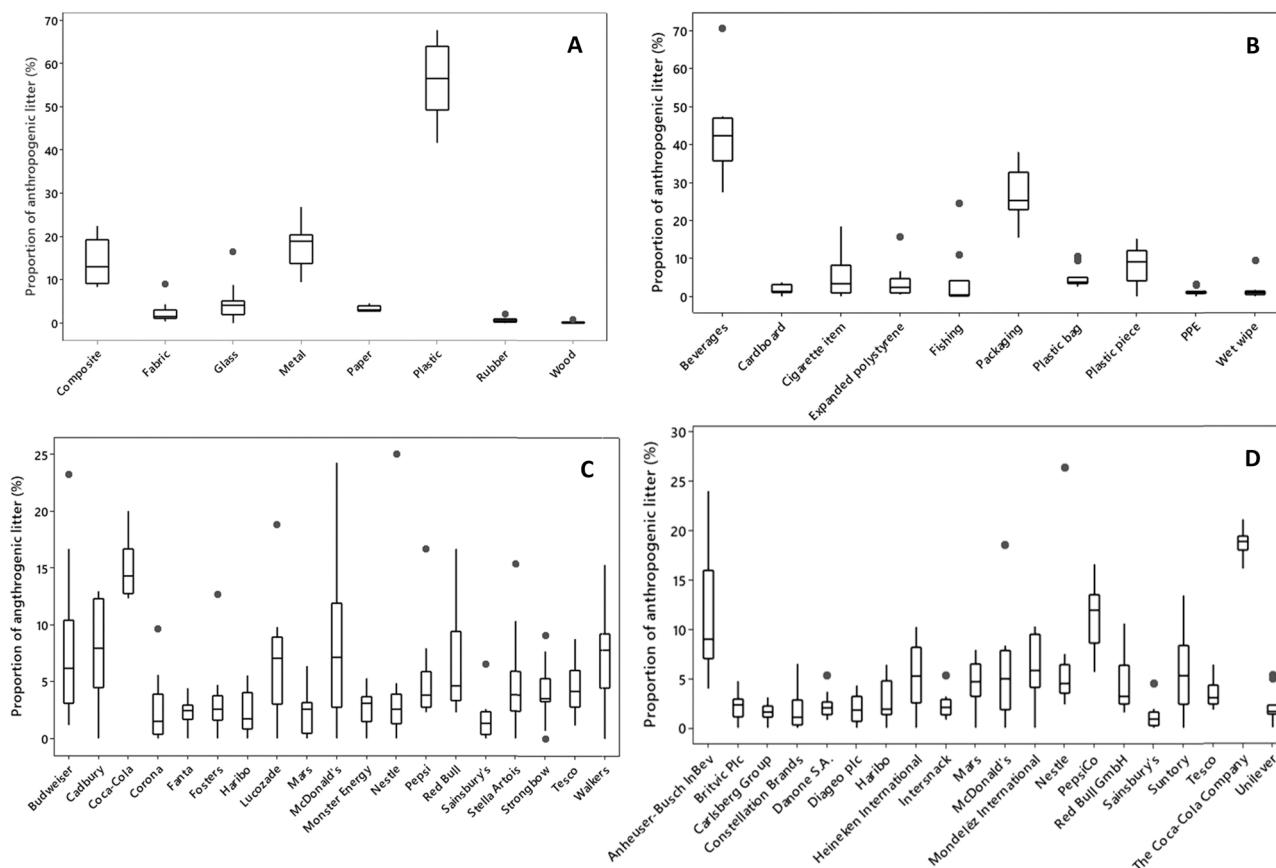 A
Proportion of anthropogenic litter (%)
70
60
50
40
30
20
10
0
Composite
Fabric
Glass
Metal
Paper
Plastic
Rubber
Wood
B
Proportion of anthropogenic litter (%)
70
60
50
40
30
20
10
0
Beverages
Cardboard
Cigarette item
Expanded polystyrene
Fishing
Packaging
Plastic bag
Plastic piece
PPE
Wet wipe
C
Proportion of angthrogenic litter (%)
25
20
15
10
5
0
Budweiser
Cadbury
Coca-Cola
Corona
Fanta
Fosters
Haribo
Lucozade
Mars
McDonald's
Monster Energy
Nestle
Pepsi
Red Bull
Sainsbury's
Stella Artois
Strongbow
Tesco
Walkers
D
Proportion of anthropogenic litter (%)
30
25
20
15
10
5
0
Anheuser-Busch InBev
Britvic Plc
Carlsberg Group
Constellation Brands
Danone S.A.
Diageo plc
Haribo
Heineken International
Intersnack
Mars
McDonald's
Mondelēz International
Nestle
PepsiCo
Red Bull GmbH
Sainsbury's
Suntory
Tesco
The Coca-Cola Company
Unilever